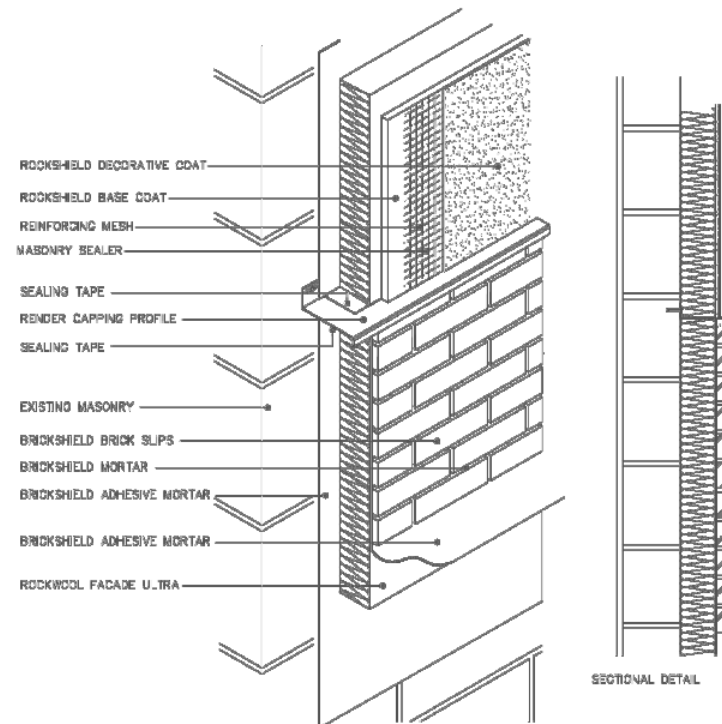 ROCKSHIELD DECORATIVE COAT
ROCKSHIELD BASE COAT
REINFORCING MESH
MASONRY SEALER
SEALING TAPE
RENDER CAPPING PROFILE
SEALING TAPE
EXISTING MASONRY
BRICKSHIELD BRICK SLIPS
BRICKSHIELD MORTAR
BRICKSHIELD ADHESIVE MORTAR
BRICKSHIELD ADHESIVE MORTAR
ROCKWOOL FACADE ULTRA
SECTIONAL DETAIL